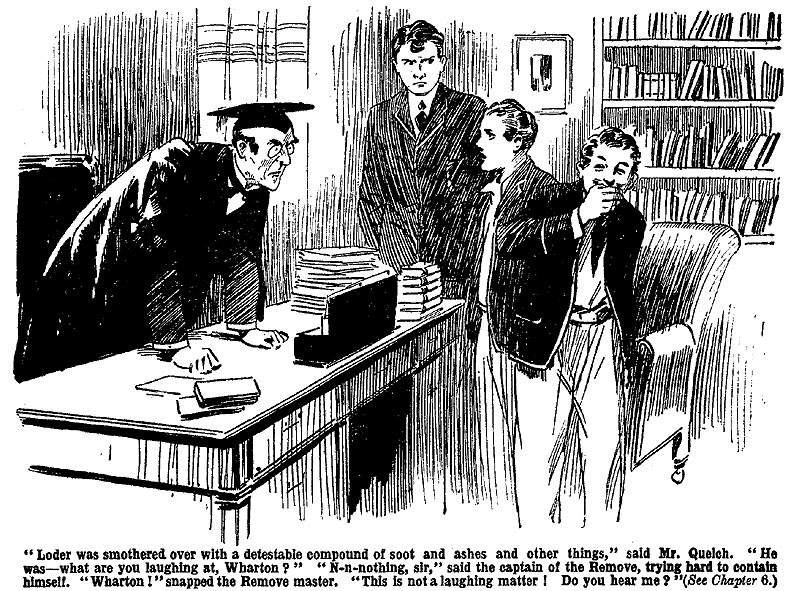 "Loder was smothered over with a detestable compound of soot and ashes and other things," said Mr. Quelch. "He
was—what are you laughing at, Wharton?" "N-n-nothing, sir," said the captain of the Remove, trying hard to contain
himself. "Wharton!" snapped the Remove master. "This is not a laughing matter! Do you hear me?" (See Chapter 6.)